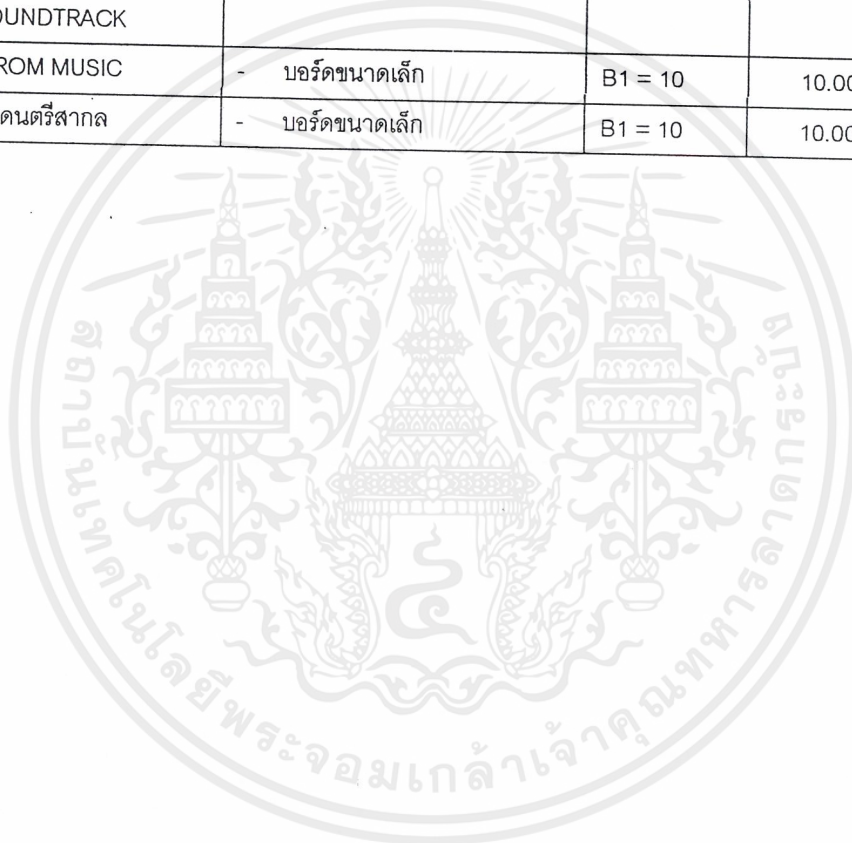 OUNDTRACK
ROM MUSIC - บอร์ดขนาดเล็ก B1 = 10 10.00
ดนตรีสากล - บอร์ดขนาดเล็ก B1 = 10 10.00
สถาบันเทคโนโลยีพระจอมเกล้าเจ้าคุณทหารลาดกระบัง